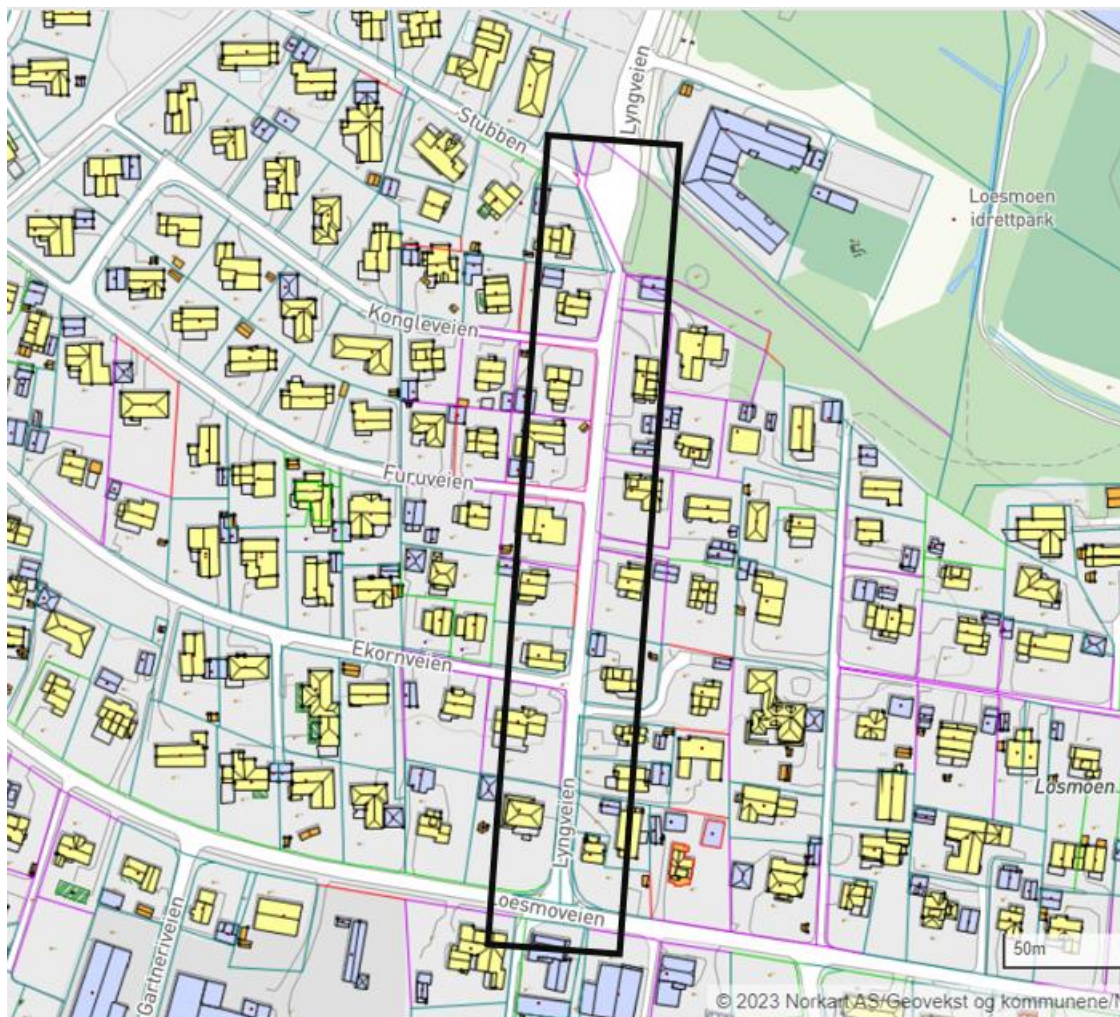 Lyngveien
Stubben
Loesmoen
idrettpark
Kongleveien
Furuveien
Ekornveien
Losmoen
Lyngveien
Loesmoveien
Gartneriveien
50m
© 2023 Norkart AS/Geovekst og kommunene/